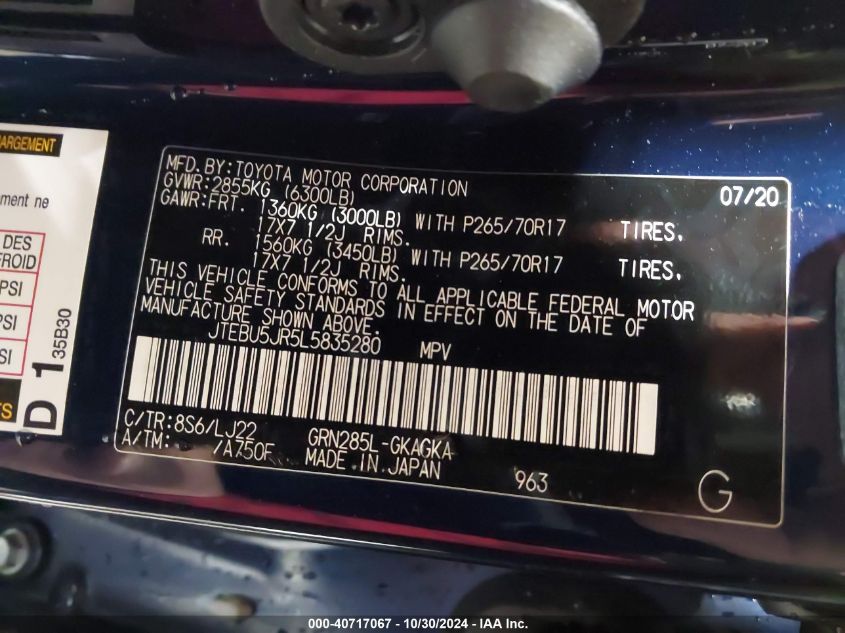 ARGEMENT
ment ne
DES
FROID
PSI
PSI
SI
D 1
35B30
MFD. BY: TOYOTA MOTOR CORPORATION 07/20
GVWR: 2855KG (6300LB)
GAWR: FRT. 1360KG (3000LB) WITH P265/70R17 TIRES,
17X7 1/2J RIMS.
RR. 1560KG (3450LB) WITH P265/70R17 TIRES,
17X7 1/2J RIMS.
THIS VEHICLE CONFORMS TO ALL APPLICABLE FEDERAL MOTOR
VEHICLE SAFETY STANDARDS IN EFFECT ON THE DATE OF
MANUFACTURE SHOWN ABOVE.
JTEBU5JR5L5835280 MPV
C/TR: 8S6/LJ22 GRN285L-GKAGKA
A/TM: /A750F MADE IN JAPAN 963
G
000-40717067 - 10/30/2024 - IAA Inc.